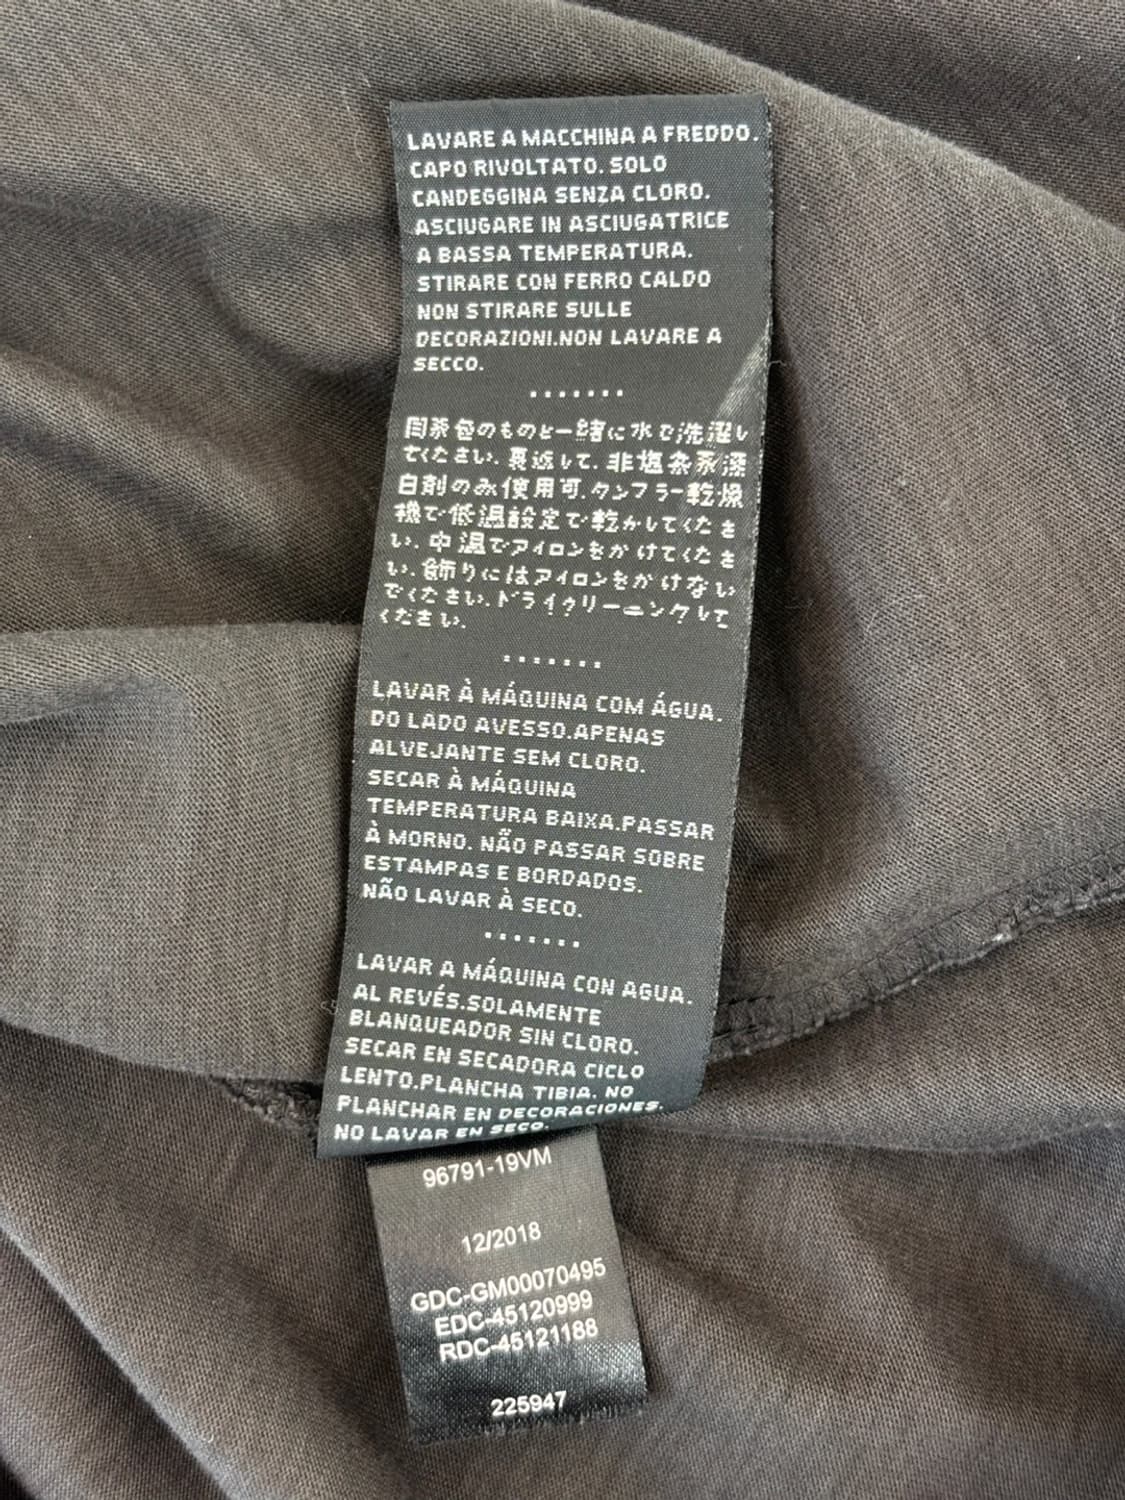 LAVARE A MACCHINA A FREDDO.
CAPO RIVOLTATO. SOLO
CANDEGGINA SENZA CLORO.
ASCIUGARE IN ASCIUGATRICE
A BASSA TEMPERATURA.
STIRARE CON FERRO CALDO
NON STIRARE SULLE
DECORAZIONI.NON LAVARE A
SECCO.
.......
のものと一緒に水で洗濯し
てください. 裏返して. 非塩素系漂
白剤のみ使用可.タンブラー乾燥
機で低温設定で乾かしてくださ
い. 中温でアイロンをかけてくださ
い. 飾りにはアイロンをかけない
でください.ドライクリーニングして
ください.
.......
LAVAR À MÁQUINA COM ÁGUA.
DO LADO AVESSO.APENAS
ALVEJANTE SEM CLORO.
SECAR À MÁQUINA
TEMPERATURA BAIXA.PASSAR
À MORNO. NÃO PASSAR SOBRE
ESTAMPAS E BORDADOS.
NÃO LAVAR À SECO.
.......
LAVAR A MÁQUINA CON AGUA.
AL REVÉS.SOLAMENTE
BLANQUEADOR SIN CLORO.
SECAR EN SECADORA CICLO
LENTO.PLANCHA TIBIA. NO
PLANCHAR EN DECORACIONES.
NO LAVAR EN SECO.
96791-19VM
12/2018
GDC-GM00070495
EDC-45120999
RDC-45121188
225947